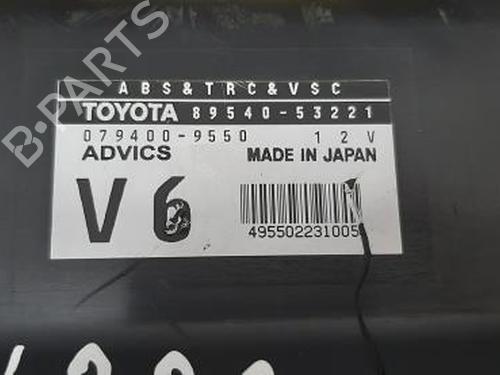 B-PARTS
ABS&TRC&VSC
TOYOTA 89540-53221
079400-9550 12V
ADVICS MADE IN JAPAN
V6
495502231005